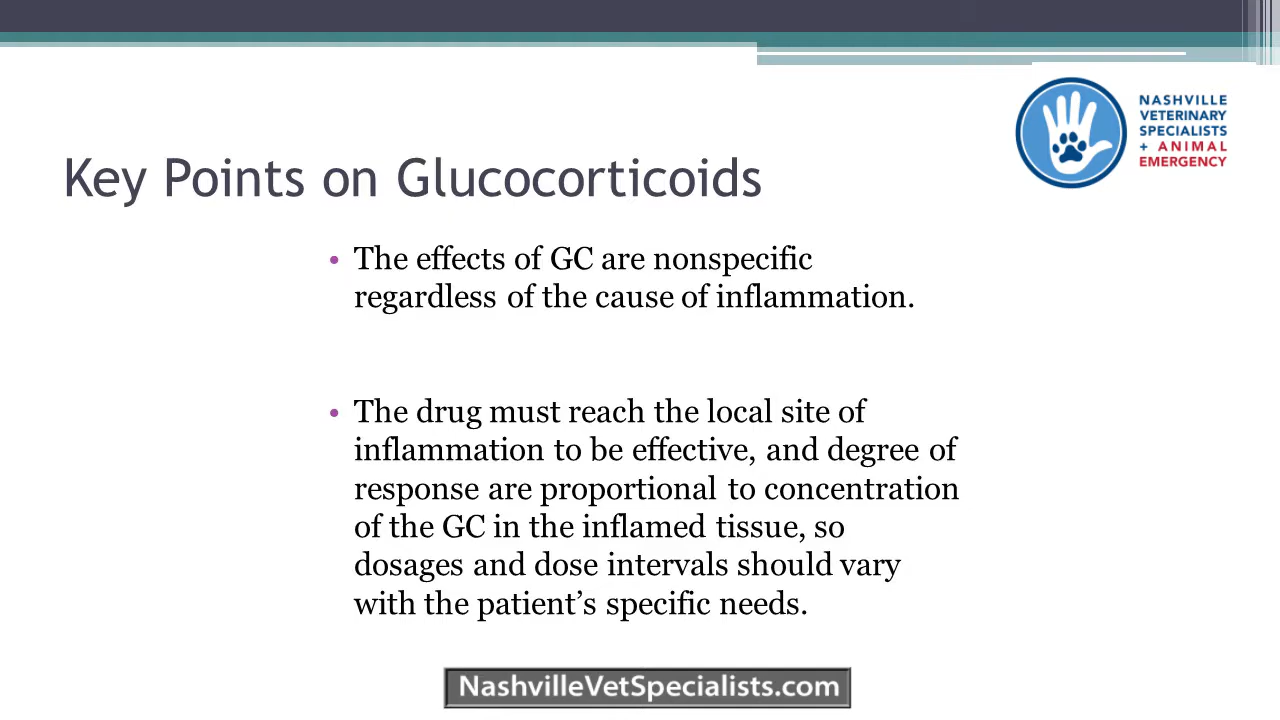 NASHVILLE
VETERINARY
SPECIALISTS
+ ANIMAL
EMERGENCY
Key Points on Glucocorticoids
• The effects of GC are nonspecific
regardless of the cause of inflammation.
• The drug must reach the local site of
inflammation to be effective, and degree of
response are proportional to concentration
of the GC in the inflamed tissue, so
dosages and dose intervals should vary
with the patient’s specific needs.
NashvilleVetSpecialists.com